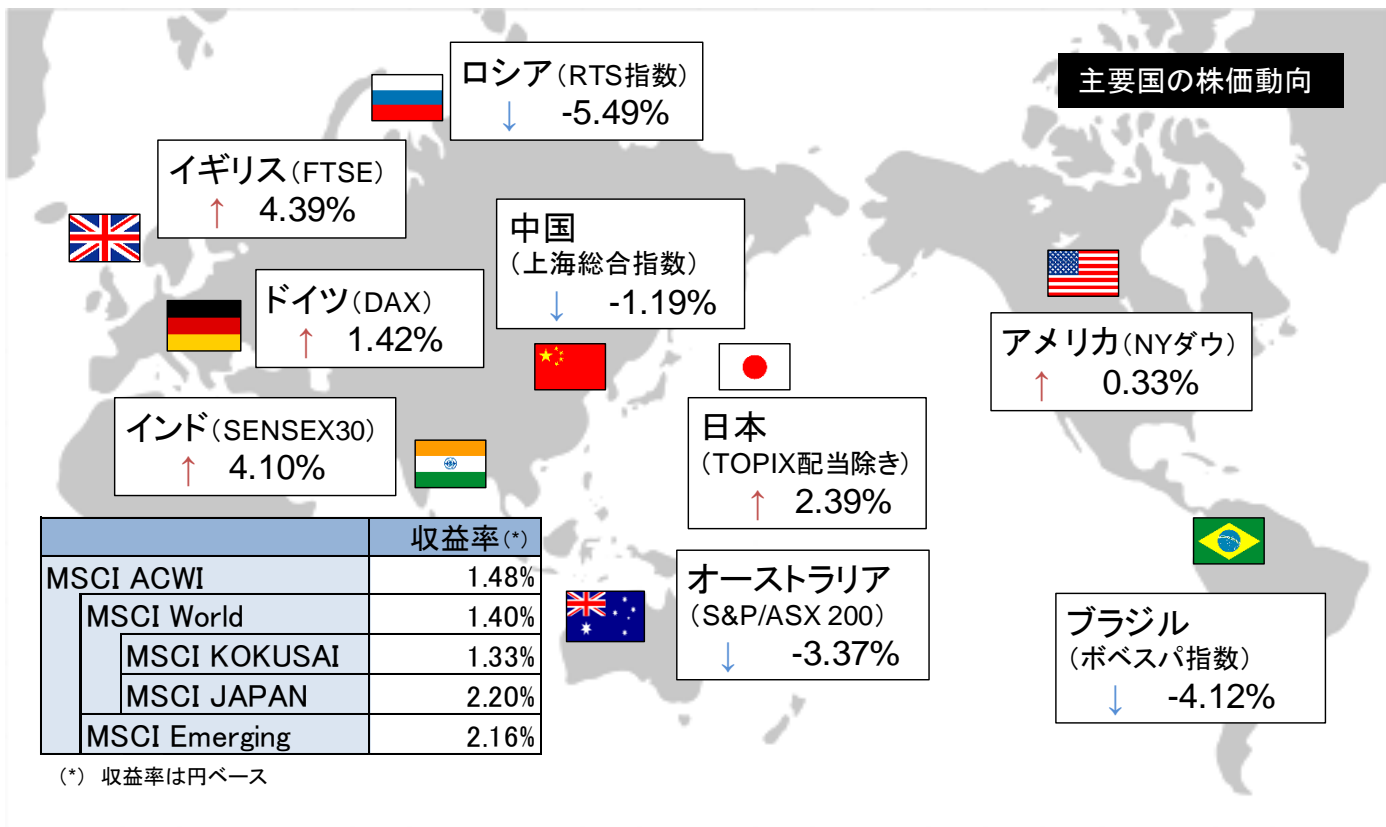 主要国の株価動向
ロシア（RTS指数）
↓ -5.49%
イギリス（FTSE）
↑ 4.39%
中国
（上海総合指数）
↓ -1.19%
ドイツ（DAX）
↑ 1.42%
アメリカ（NYダウ）
↑ 0.33%
インド（SENSEX30）
↑ 4.10%
日本
（TOPIX配当除き）
↑ 2.39%
オーストラリア
（S&P/ASX 200）
↓ -3.37%
ブラジル
（ボベスパ指数）
↓ -4.12%
収益率(*)
MSCI ACWI 1.48%
MSCI World 1.40%
MSCI KOKUSAI 1.33%
MSCI JAPAN 2.20%
MSCI Emerging 2.16%
(*) 収益率は円ベース